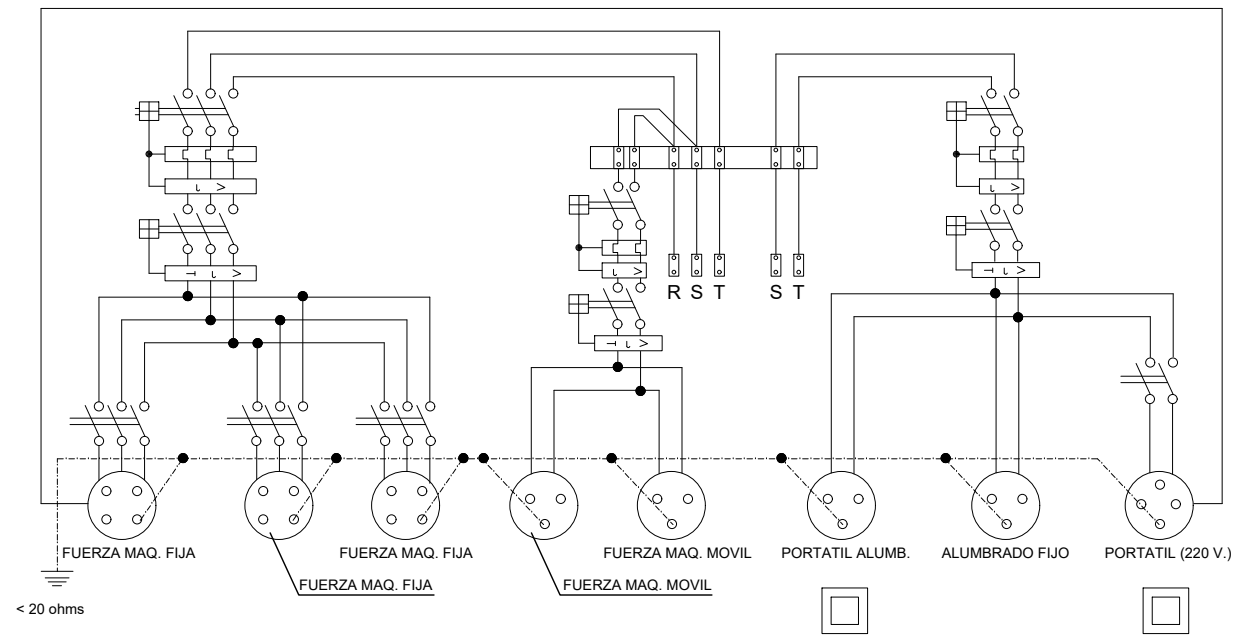 R S T S T
FUERZA MAQ. FIJA FUERZA MAQ. FIJA FUERZA MAQ. MOVIL PORTATIL ALUMB. ALUMBRADO FIJO PORTATIL (220 V.)
FUERZA MAQ. FIJA FUERZA MAQ. MOVIL
< 20 ohms